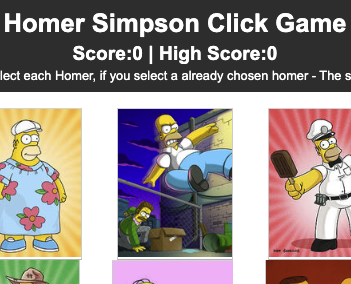 Homer Simpson Click Game
Score:0 | High Score:0
lect each Homer, if you select a already chosen homer - The s